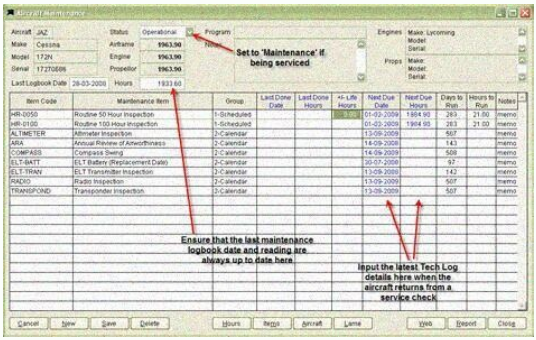 Aircraft Maintenance
Aircraft JAZ Status Operational Program Engines Make: Lycoming
Model:
Serial:
Make Cessna Airframe 1963.90 Notes
Model 172N Engine 1963.90 Props Make:
Model:
Serial:
Serial 17270686 Propellor 1963.90
Last Logbook Date 28-03-2008 Hours 1933.60
Set to 'Maintenance' if
being serviced
Item Code Maintenance Item Group Last Done Date Last Done Hours +/- Life Hours Next Due Date Next Due Hours Days to Run Hours to Run Notes
HR-0050 Routine 50 Hour Inspection 1-Scheduled 0.00 01-03-2009 1984.90 283 21.00 memo
HR-0100 Routine 100 Hour Inspection 1-Scheduled 01-03-2009 1984.90 283 21.00 memo
ALTIMETER Altimeter Inspection 2-Calendar 13-09-2009 507 memo
ARA Annual Review of Airworthiness 2-Calendar 14-09-2008 143 memo
COMPASS Compass Swing 2-Calendar 14-09-2009 508 memo
ELT-BATT ELT Battery (Replacement Date) 2-Calendar 30-07-2008 97 memo
ELT-TRAN ELT Transmitter Inspection 2-Calendar 13-09-2008 142 memo
RADIO Radio Inspection 2-Calendar 13-09-2009 507 memo
TRANSPOND Transponder Inspection 2-Calendar 13-09-2009 507 memo
Ensure that the last maintenance
logbook date and reading are
always up to date here
Input the latest Tech Log
details here when the
aircraft returns from a
service check
Cancel New Save Delete Hours Items Aircraft Lame Web Report Close